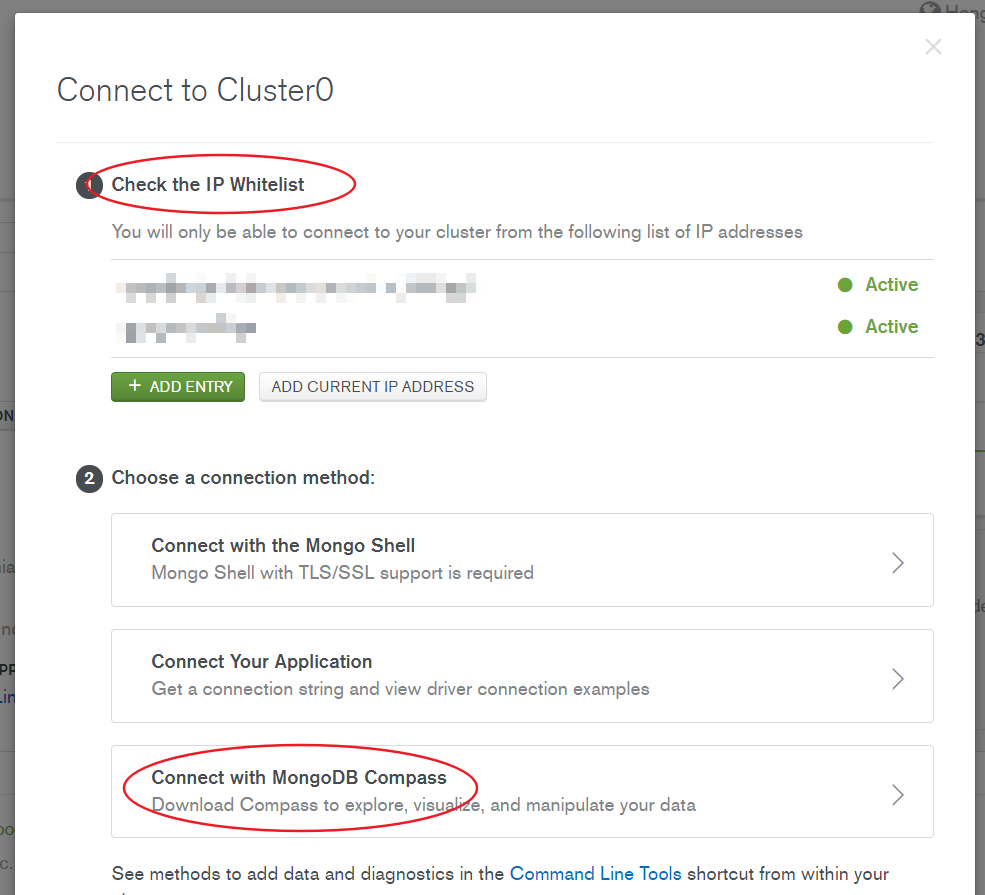 Connect to Cluster0
1 Check the IP Whitelist
You will only be able to connect to your cluster from the following list of IP addresses
Active
Active
+ ADD ENTRY
ADD CURRENT IP ADDRESS
2 Choose a connection method:
Connect with the Mongo Shell
Mongo Shell with TLS/SSL support is required
Connect Your Application
Get a connection string and view driver connection examples
Connect with MongoDB Compass
Download Compass to explore, visualize, and manipulate your data
See methods to add data and diagnostics in the Command Line Tools shortcut from within your